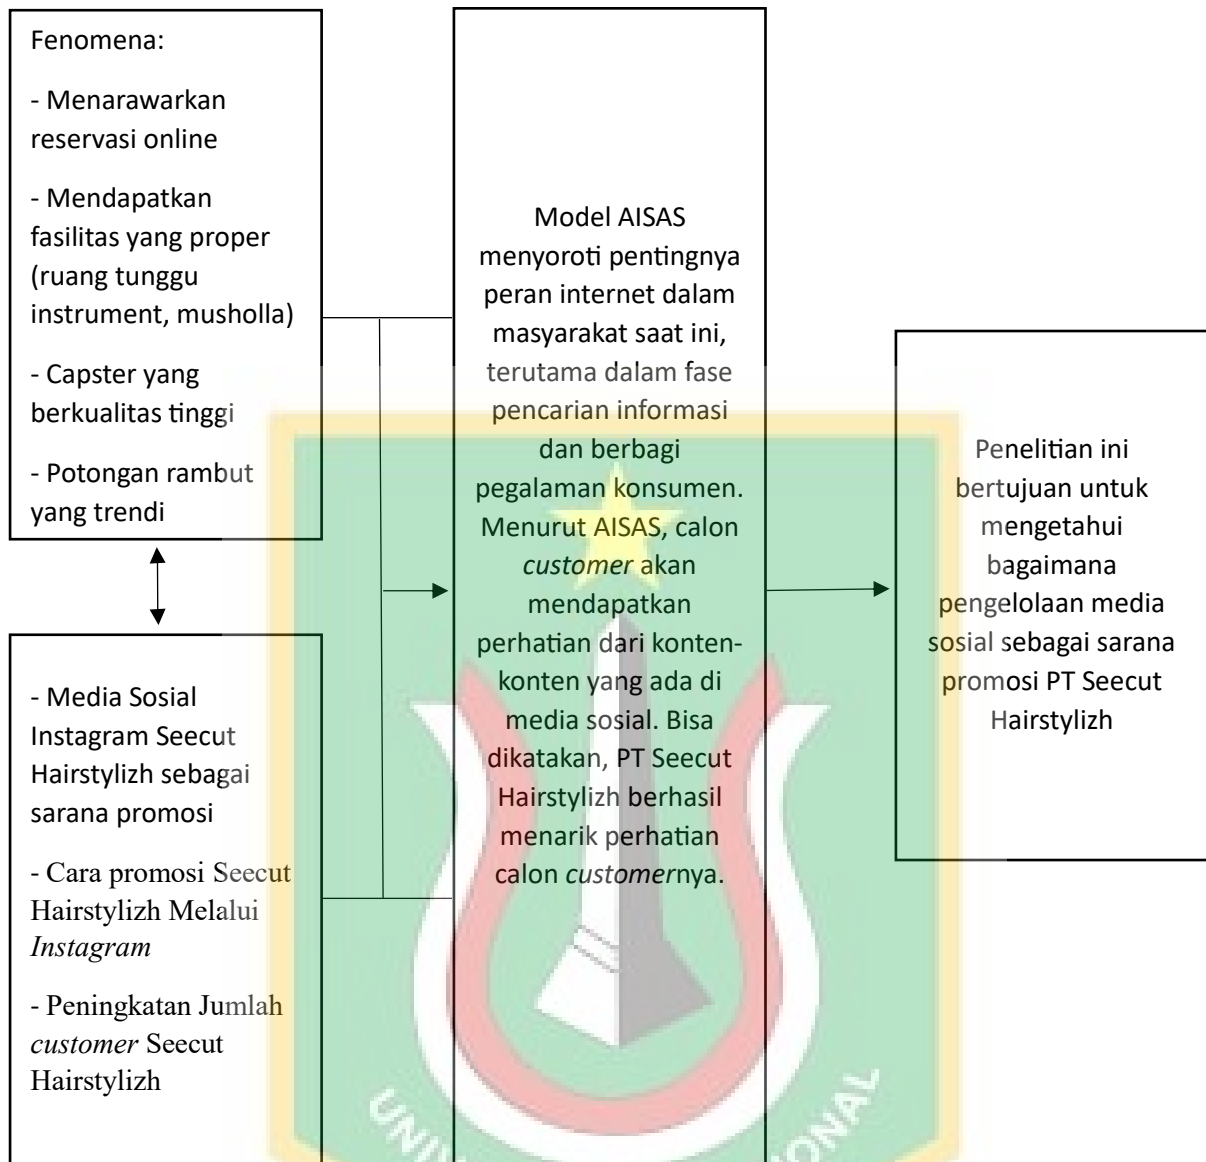 Fenomena:
- Menarawarkan
reservasi online
- Mendapatkan
fasilitas yang proper
(ruang tunggu
instrument, musholla)
- Capster yang
berkualitas tinggi
- Potongan rambut
yang trendi
- Media Sosial
Instagram Seecut
Hairstylizh sebagai
sarana promosi
- Cara promosi Seecut
Hairstylizh Melalui
Instagram
- Peningkatan Jumlah
customer Seecut
Hairstylizh
Model AISAS
menyoroti pentingnya
peran internet dalam
masyarakat saat ini,
terutama dalam fase
pencarian informasi
dan berbagi
pegalaman konsumen.
Menurut AISAS, calon
customer akan
mendapatkan
perhatian dari konten-
konten yang ada di
media sosial. Bisa
dikatakan, PT Seecut
Hairstylizh berhasil
menarik perhatian
calon customernya.
Penelitian ini
bertujuan untuk
mengetahui
bagaimana
pengelolaan media
sosial sebagai sarana
promosi PT Seecut
Hairstylizh